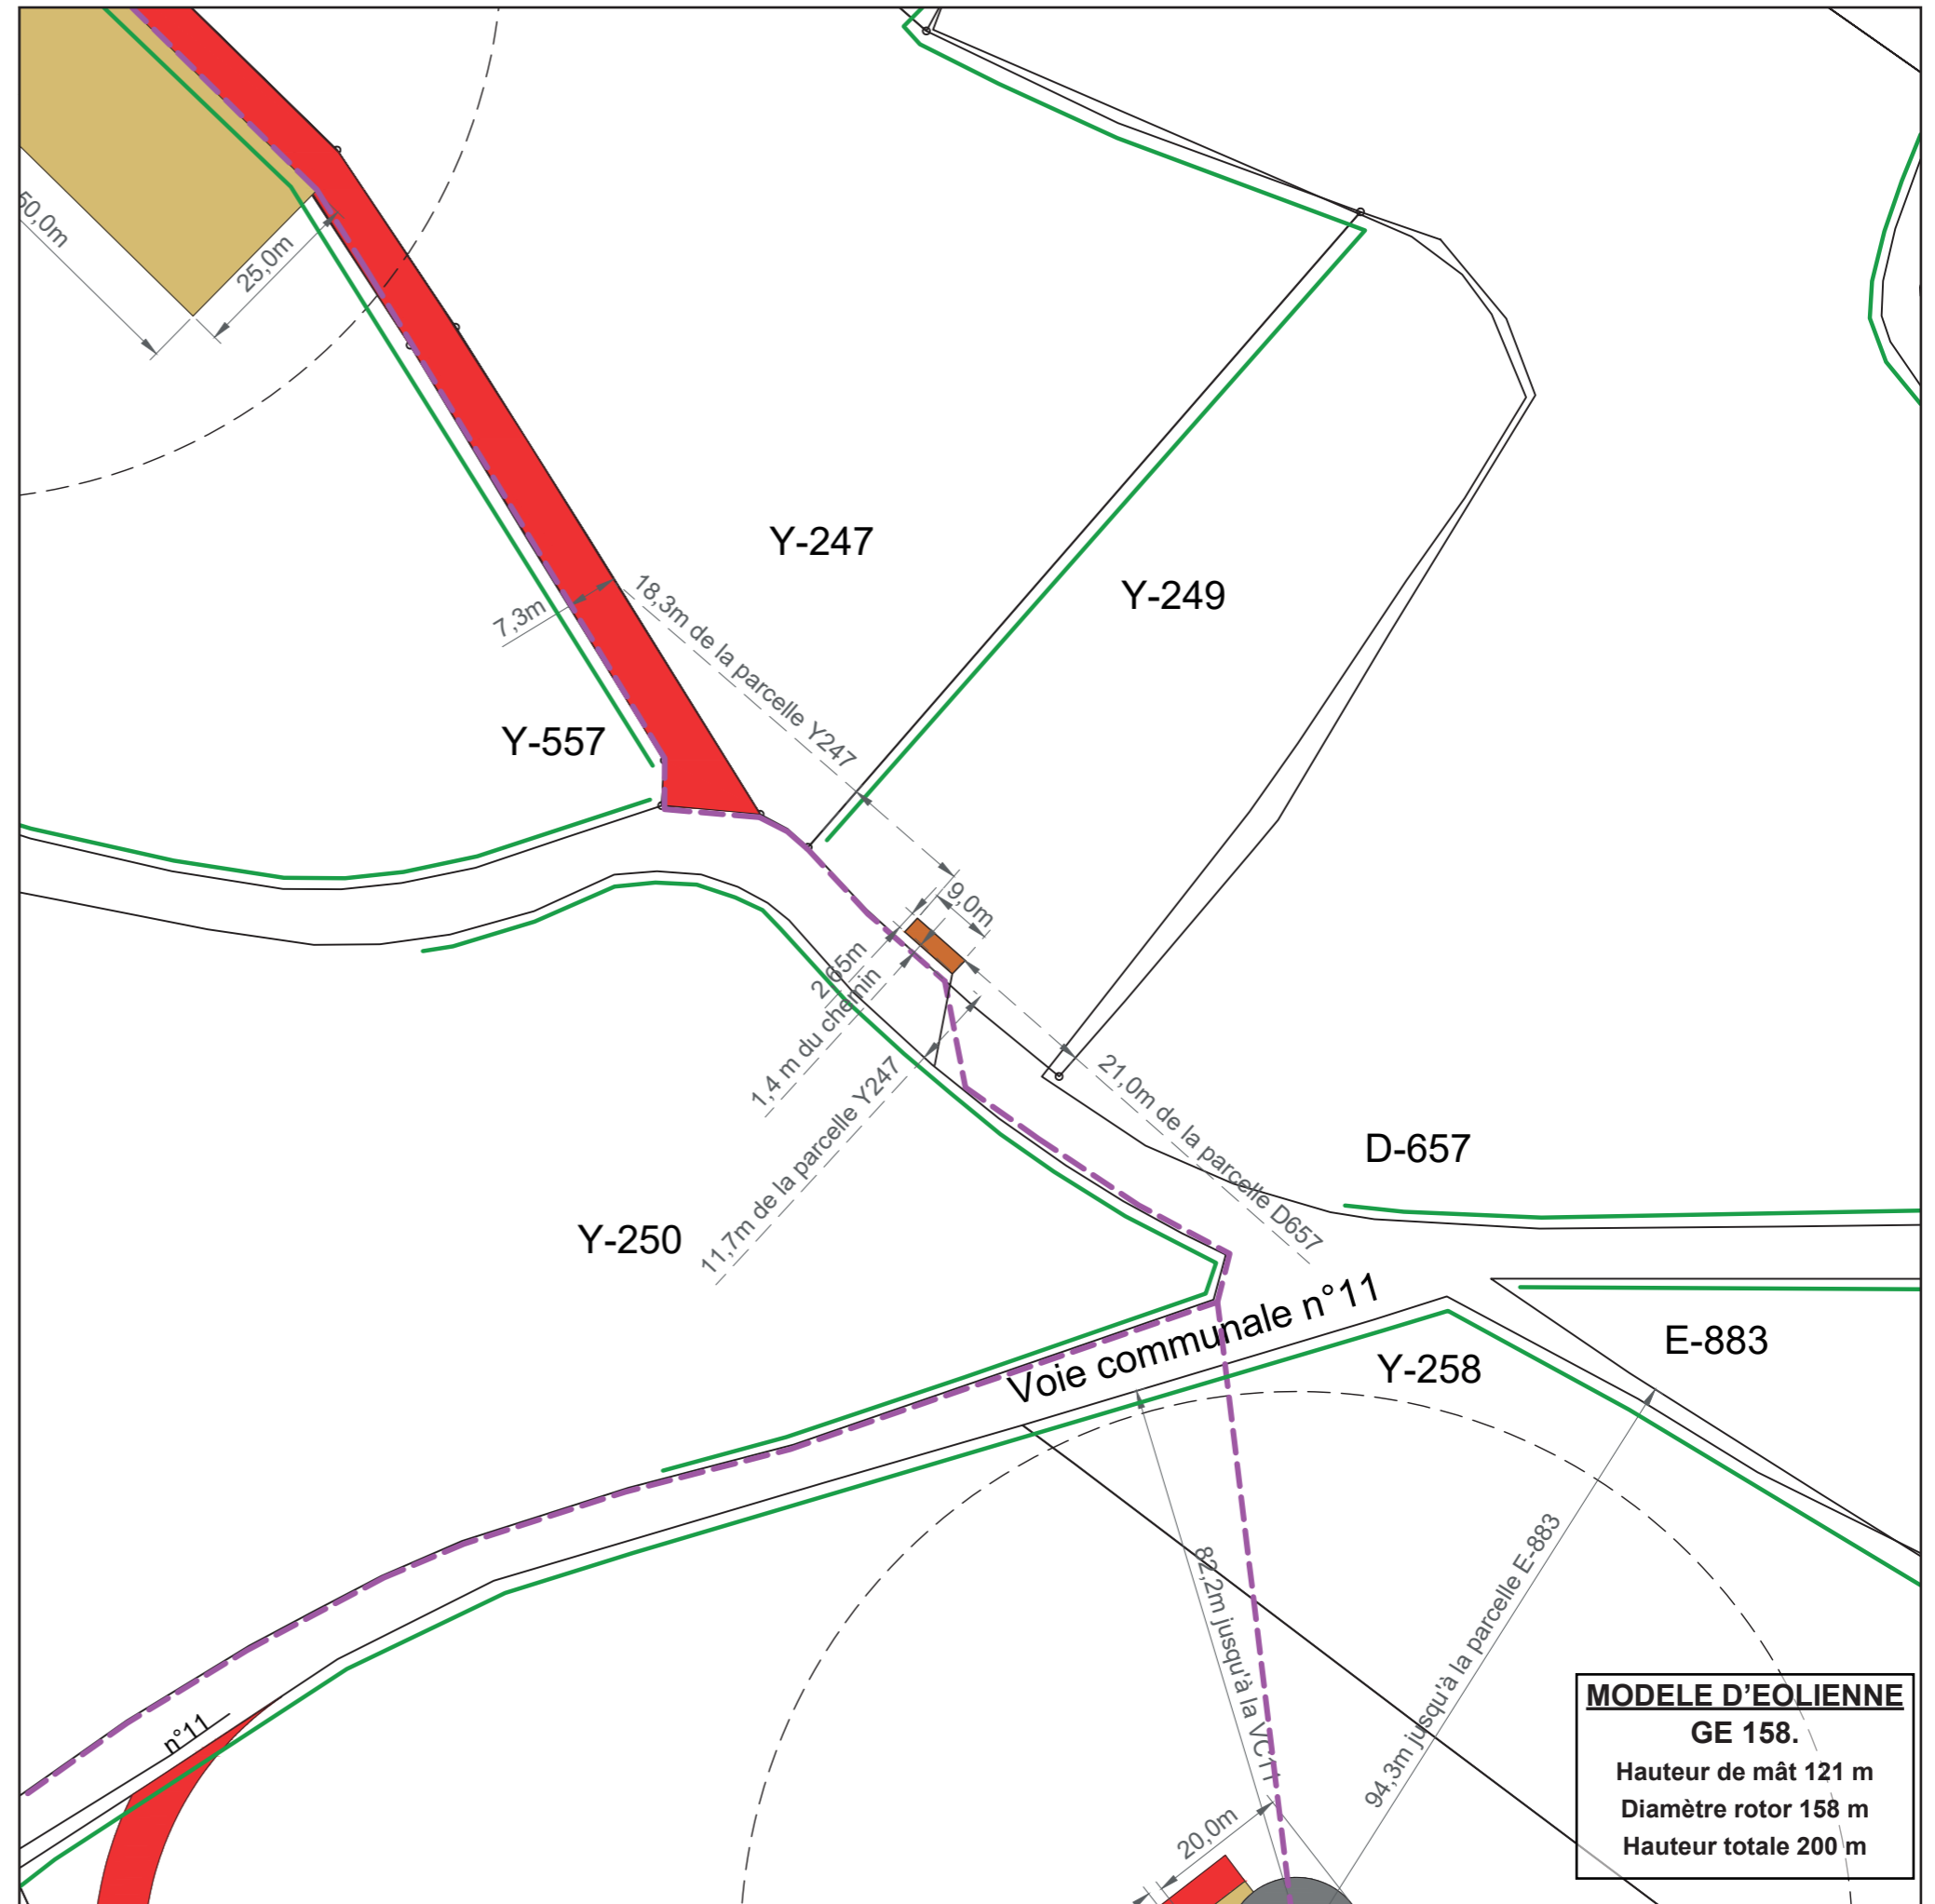 50,0m
25,0m
Y-247
Y-249
7,3m
18,3m de la parcelle Y247
Y-557
9,0m
2,65m
1,4 m du chemin
11,7m de la parcelle Y247
21,0m de la parcelle D657
D-657
Y-250
Voie communale n°11
E-883
Y-258
82,2m jusqu'à la VC11
94,3m jusqu'à la parcelle E-883
n°11
20,0m
MODELE D'EOLIENNE
GE 158.
Hauteur de mât 121 m
Diamètre rotor 158 m
Hauteur totale 200 m